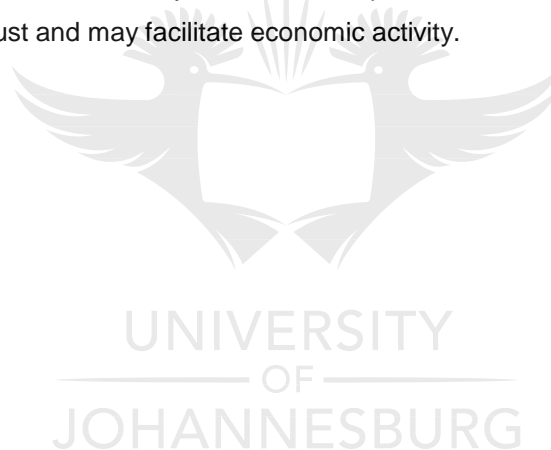 ust and may facilitate economic activity.
UNIVERSITY
OF
JOHANNESBURG